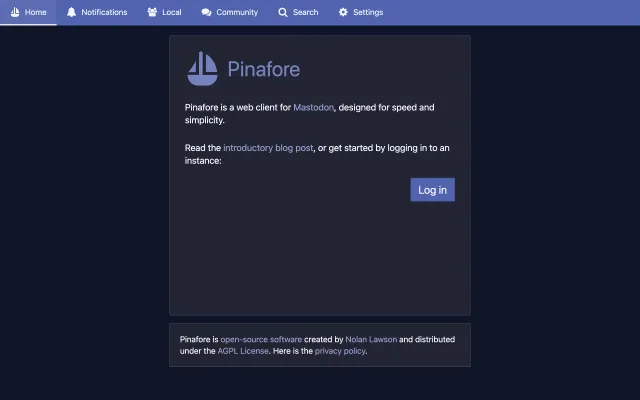 Home Notifications Local Community Search Settings
Pinafore
Pinafore is a web client for Mastodon, designed for speed and
simplicity.
Read the introductory blog post, or get started by logging in to an
instance:
Log in
Pinafore is open-source software created by Nolan Lawson and distributed
under the AGPL License. Here is the privacy policy.